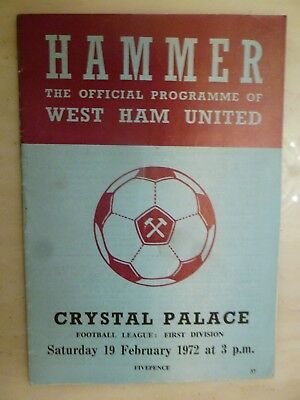 HAMMER
THE OFFICIAL PROGRAMME OF
WEST HAM UNITED
CRYSTAL PALACE
FOOTBALL LEAGUE: FIRST DIVISION
Saturday 19 February 1972 at 3 p.m.
FIVEPENCE